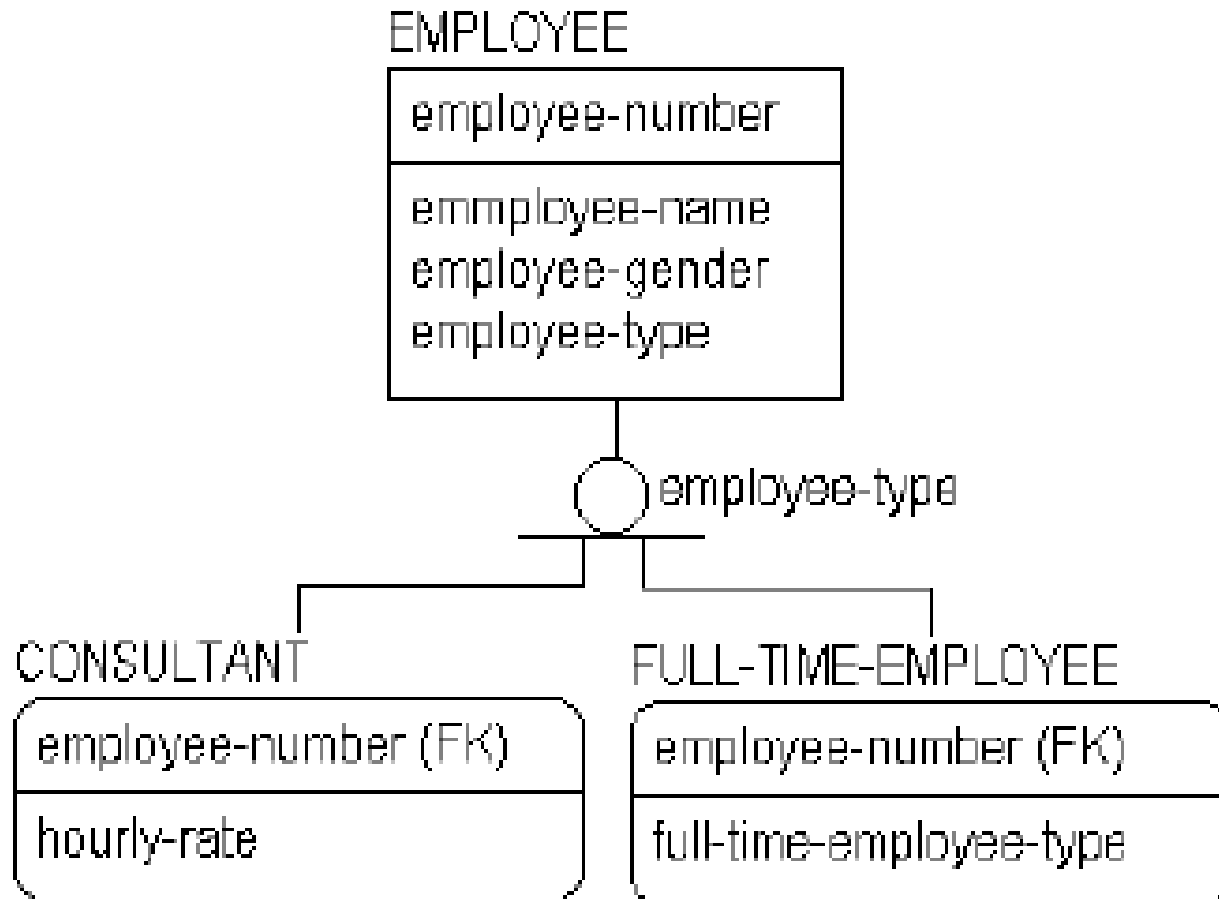 EMPLOYEE
employee-number
emmployee-name
employee-gender
employee-type
employee-type
CONSULTANT
employee-number (FK)
hourly-rate
FULL-TIME-EMPLOYEE
employee-number (FK)
full-time-employee-type